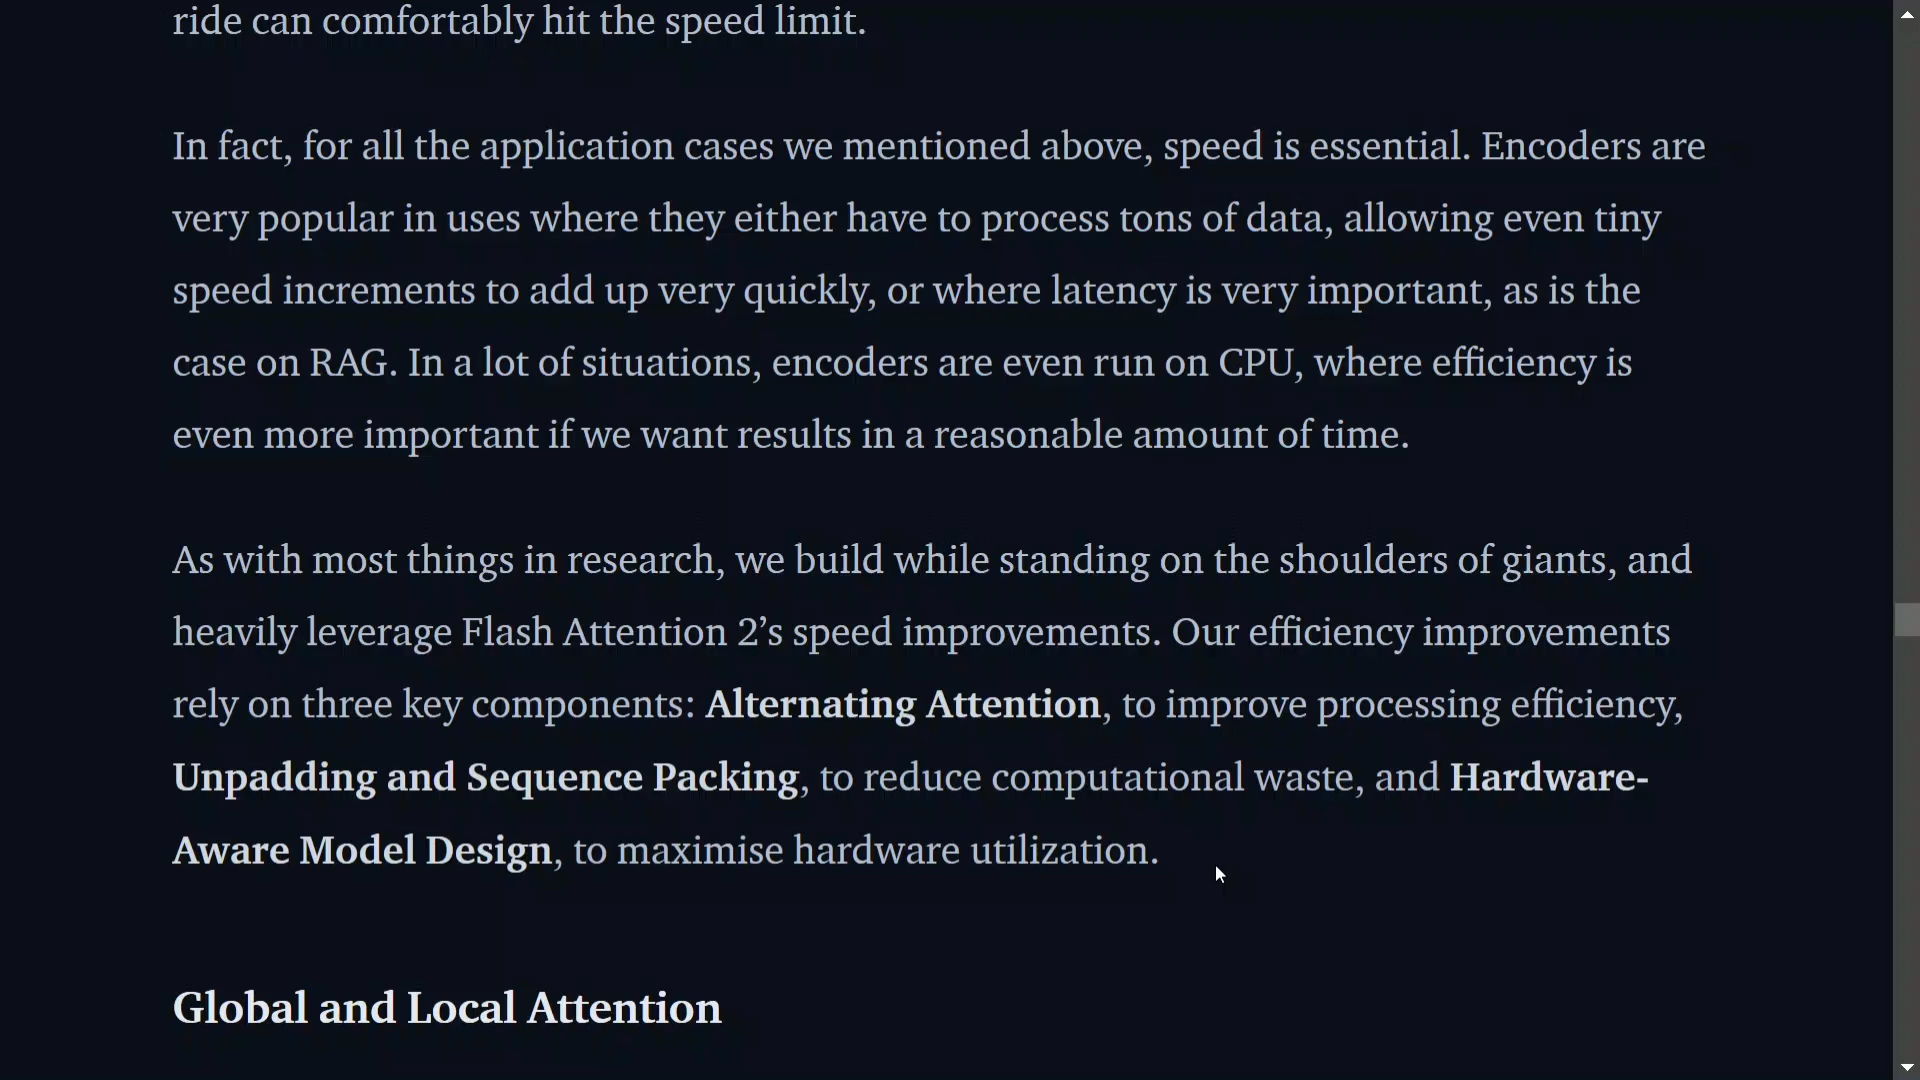 ride can comfortably hit the speed limit.
In fact, for all the application cases we mentioned above, speed is essential. Encoders are
very popular in uses where they either have to process tons of data, allowing even tiny
speed increments to add up very quickly, or where latency is very important, as is the
case on RAG. In a lot of situations, encoders are even run on CPU, where efficiency is
even more important if we want results in a reasonable amount of time.
As with most things in research, we build while standing on the shoulders of giants, and
heavily leverage Flash Attention 2’s speed improvements. Our efficiency improvements
rely on three key components: Alternating Attention, to improve processing efficiency,
Unpadding and Sequence Packing, to reduce computational waste, and Hardware-
Aware Model Design, to maximise hardware utilization.
Global and Local Attention